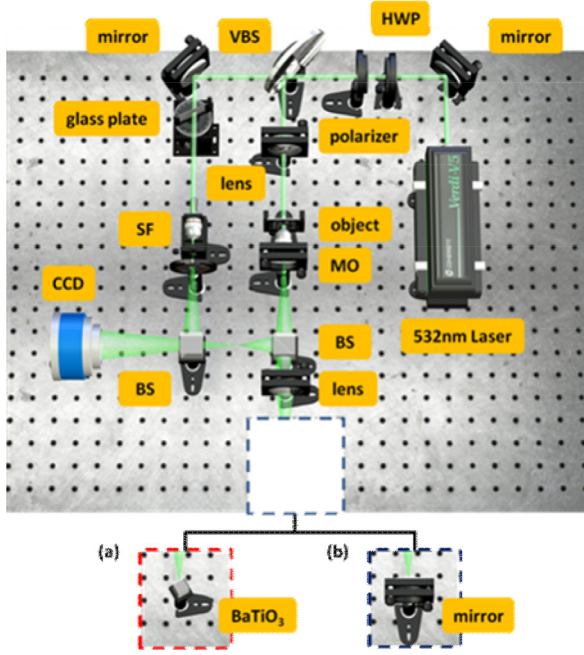 mirror
VBS
HWP
mirror
glass plate
polarizer
lens
SF
object
MO
CCD
Verdi-V5
COHERENT
532nm Laser
BS
BS
lens
(a)
(b)
BaTiO₃
mirror